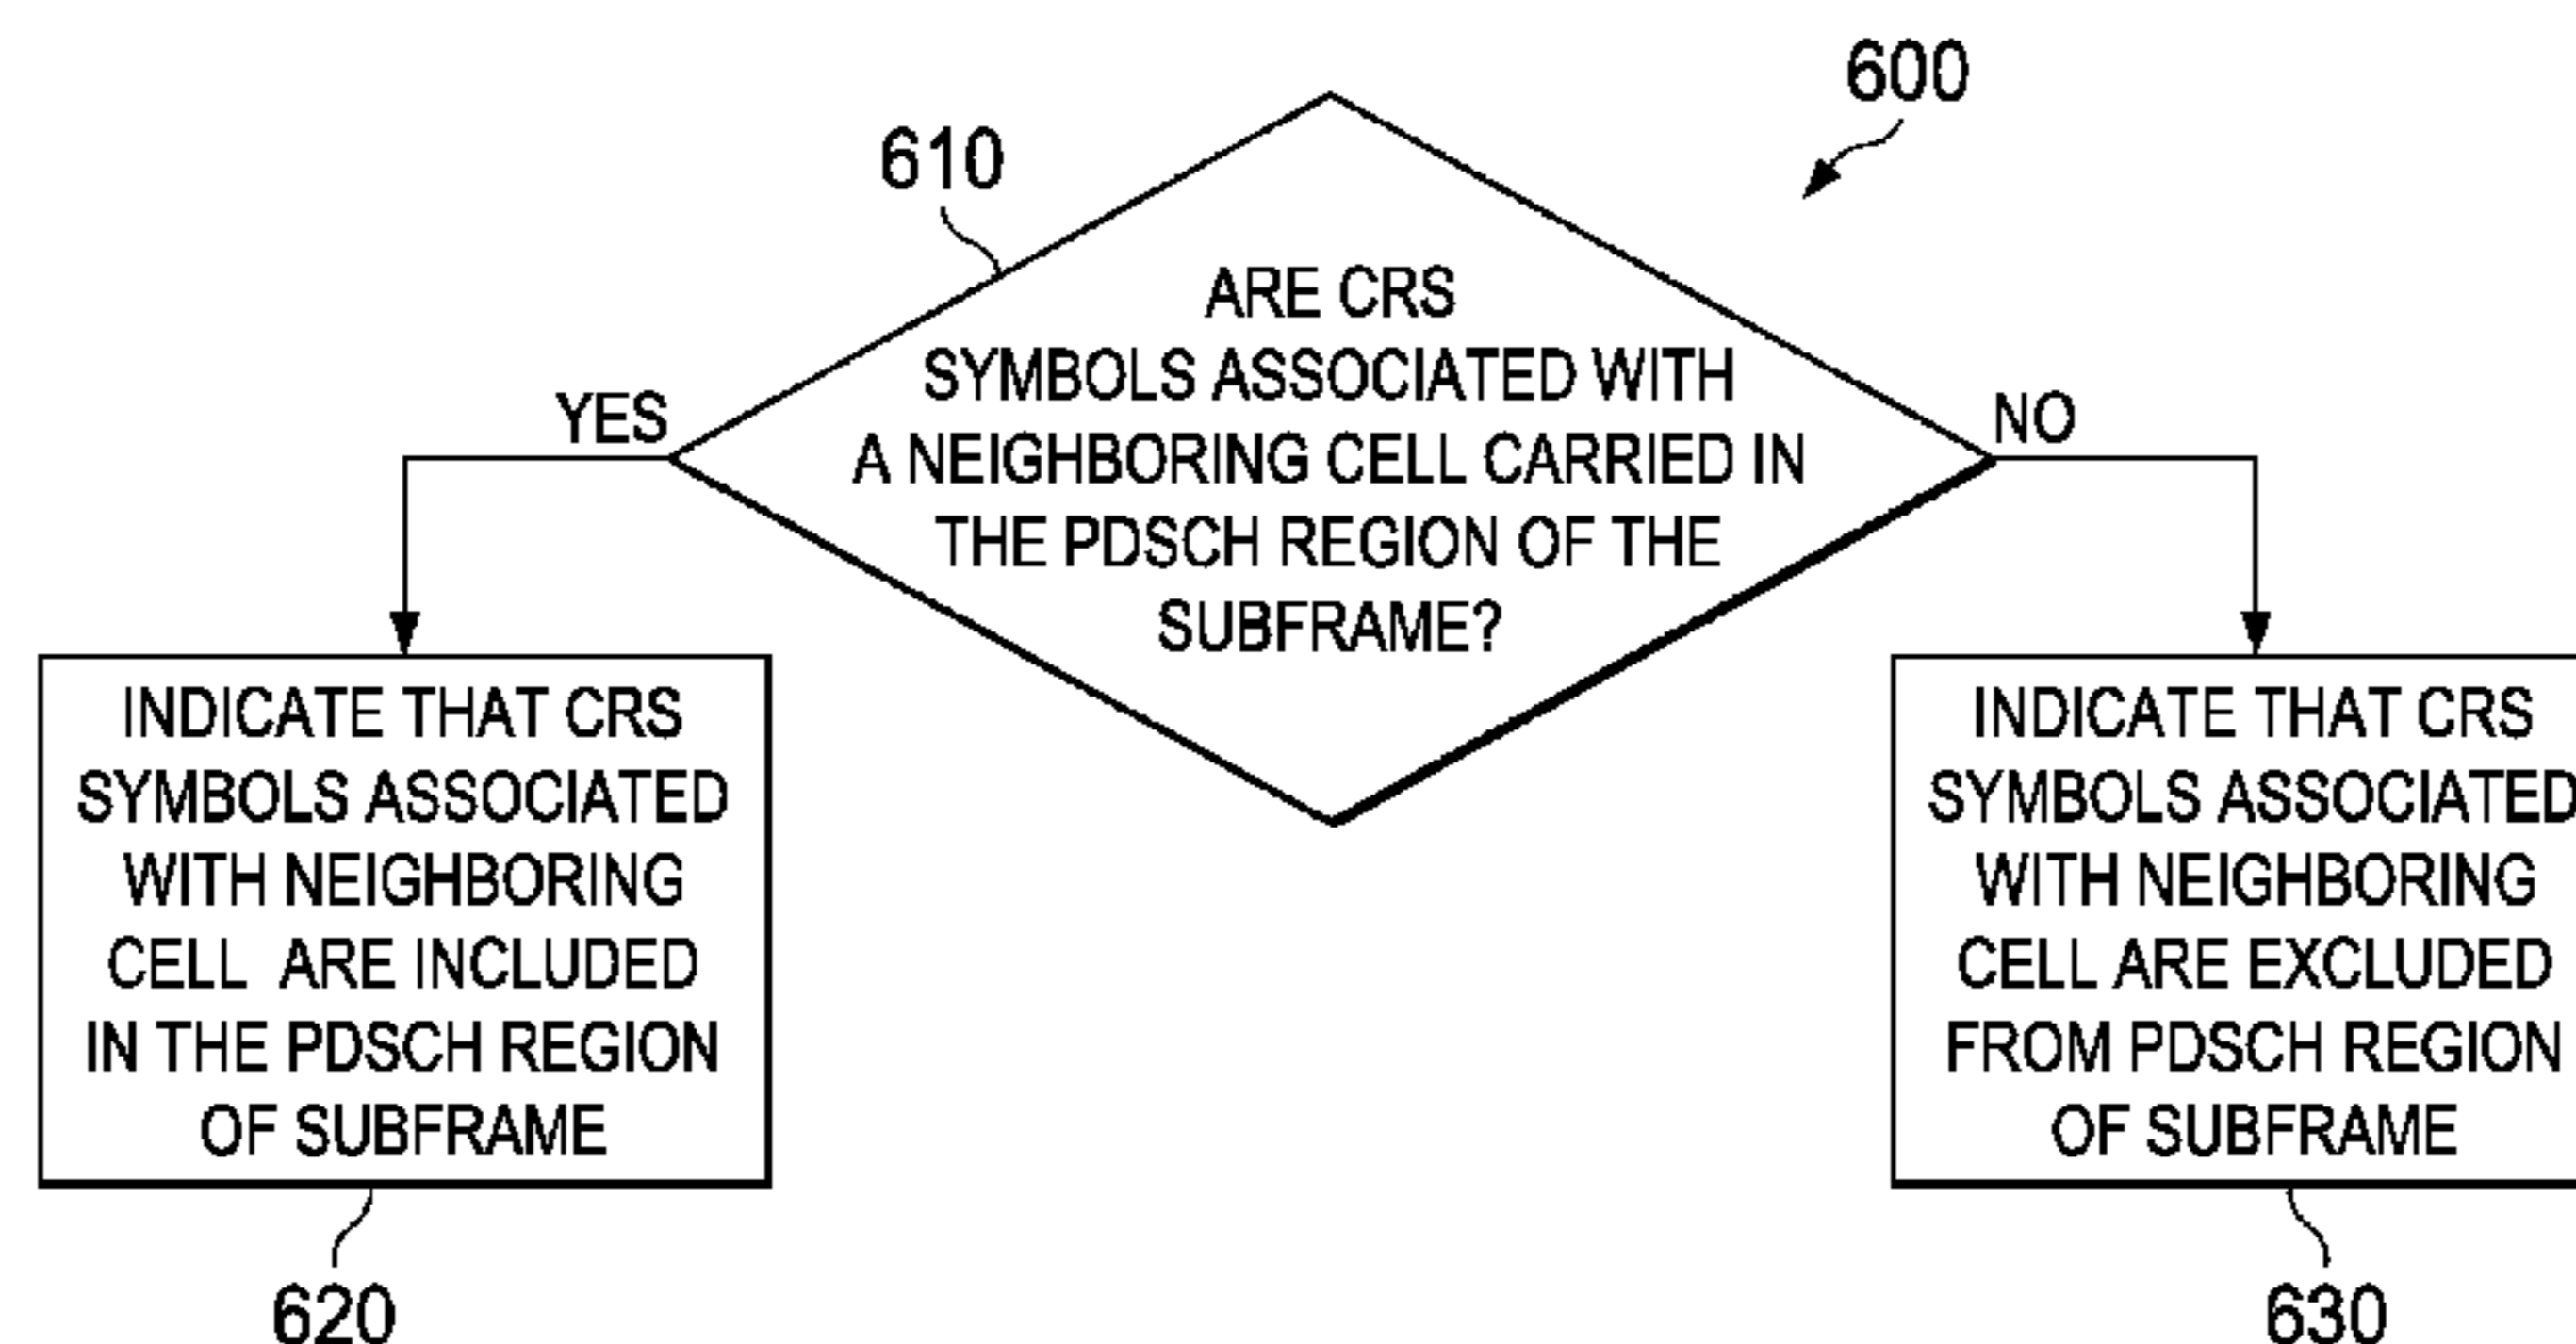 600
610
ARE CRS
SYMBOLS ASSOCIATED WITH
A NEIGHBORING CELL CARRIED IN
THE PDSCH REGION OF THE
SUBFRAME?
YES
NO
INDICATE THAT CRS
SYMBOLS ASSOCIATED
WITH NEIGHBORING
CELL ARE INCLUDED
IN THE PDSCH REGION
OF SUBFRAME
620
INDICATE THAT CRS
SYMBOLS ASSOCIATED
WITH NEIGHBORING
CELL ARE EXCLUDED
FROM PDSCH REGION
OF SUBFRAME
630